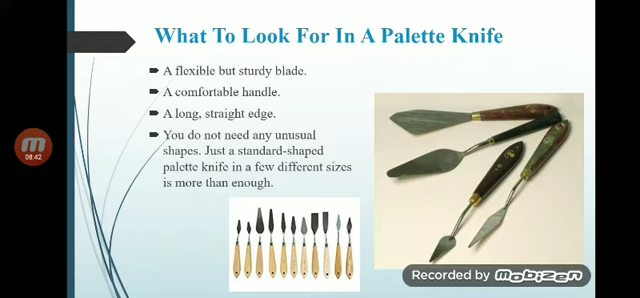 What To Look For In A Palette Knife
A flexible but sturdy blade.
A comfortable handle.
A long, straight edge.
You do not need any unusual
shapes. Just a standard-shaped
palette knife in a few different sizes
is more than enough.
08:42
Recorded by mobizen